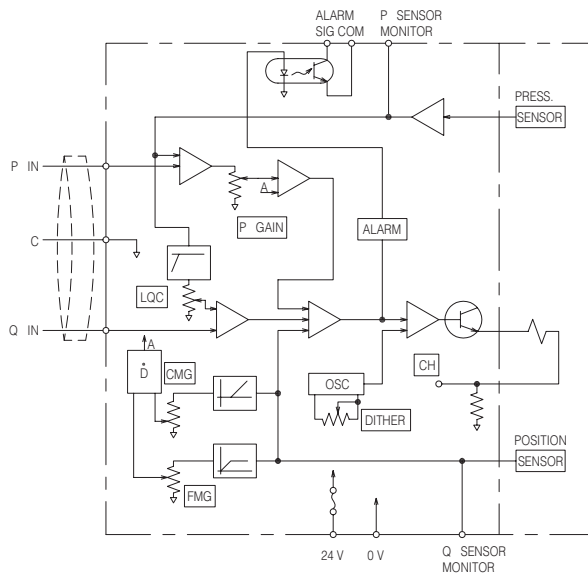 ALARM
SIG COM
P SENSOR
MONITOR
PRESS.
SENSOR
P IN
A
P GAIN
ALARM
C
LQC
Q IN
A
Ḋ
CMG
OSC
CH
DITHER
POSITION
SENSOR
FMG
24 V
0 V
Q SENSOR
MONITOR